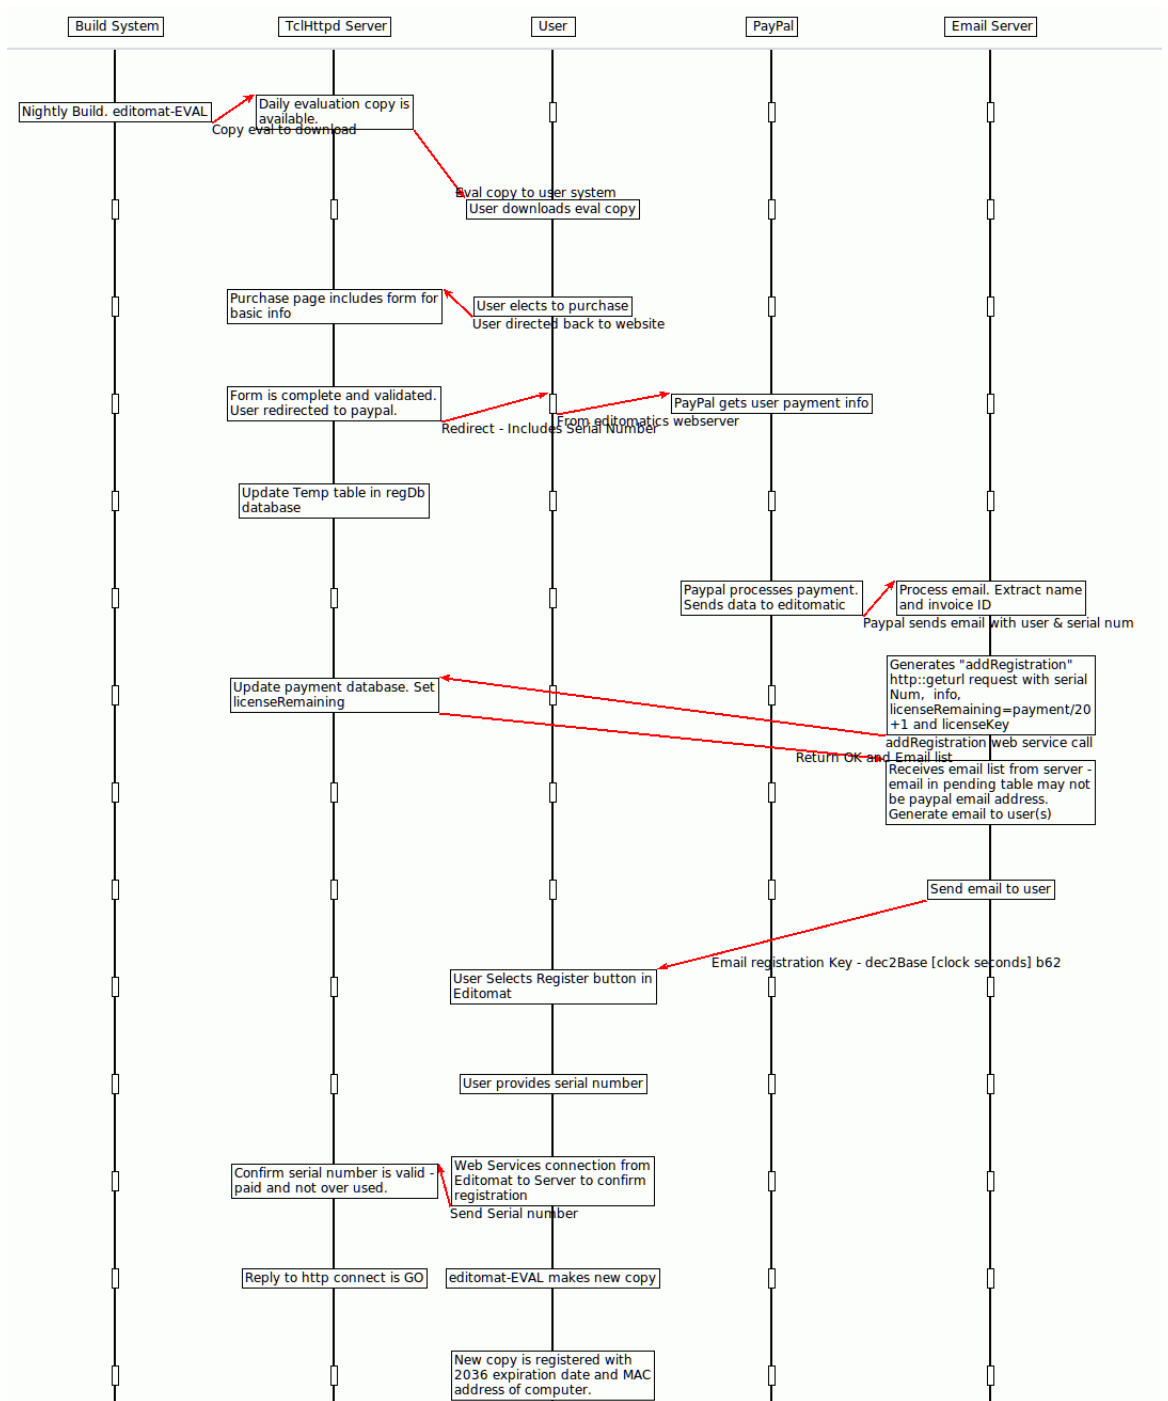 Build System
TclHttpd Server
User
PayPal
Email Server
Nightly Build. editomat-EVAL
Daily evaluation copy is
available.
Copy eval to download
Eval copy to user system
User downloads eval copy
Purchase page includes form for
basic info
User elects to purchase
User directed back to website
Form is complete and validated.
User redirected to paypal.
PayPal gets user payment info
From editomatics webserver
Redirect - Includes Serial Number
Update Temp table in regDb
database
Paypal processes payment.
Sends data to editomatic
Process email. Extract name
and invoice ID
Paypal sends email with user & serial num
Generates "addRegistration"
http::geturl request with serial
Num,  info,
licenseRemaining=payment/20
+1 and licenseKey
Update payment database. Set
licenseRemaining
addRegistration web service call
Return OK and Email list
Receives email list from server -
email in pending table may not
be paypal email address.
Generate email to user(s)
Send email to user
Email registration Key - dec2Base [clock seconds] b62
User Selects Register button in
Editomat
User provides serial number
Confirm serial number is valid -
paid and not over used.
Web Services connection from
Editomat to Server to confirm
registration
Send Serial number
Reply to http connect is GO
editomat-EVAL makes new copy
New copy is registered with
2036 expiration date and MAC
address of computer.